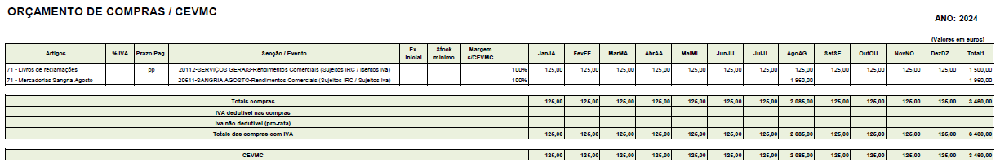 ORÇAMENTO DE COMPRAS / CEVMC
ANO: 2024
(Valores em euros)
Artigos % IVA Prazo Pag. Secção / Evento Ex. Inicial Stock mínimo Margem s/CEVMC JanJA FevFE MarMA AbrAA MaiMI JunJU JulJL AgoAG SetSE OutOU NovNO DezDZ Total1
71 - Livros de reclamações pp 20112-SERVIÇOS GERAIS-Rendimentos Comerciais (Sujeitos IRC / Isentos Iva) 100% 125,00 125,00 125,00 125,00 125,00 125,00 125,00 125,00 125,00 125,00 125,00 125,00 1 500,00
71 - Mercadorias Sangria Agosto 20611-SANGRIA AGOSTO-Rendimentos Comerciais (Sujeitos IRC / Sujeitos Iva) 100% 1 960,00 1 960,00
Totais compras 125,00 125,00 125,00 125,00 125,00 125,00 125,00 2 085,00 125,00 125,00 125,00 125,00 3 460,00
IVA dedutível nas compras
Iva não dedutível (pro-rata)
Totais das compras com IVA 125,00 125,00 125,00 125,00 125,00 125,00 125,00 2 085,00 125,00 125,00 125,00 125,00 3 460,00
CEVMC 125,00 125,00 125,00 125,00 125,00 125,00 125,00 2 085,00 125,00 125,00 125,00 125,00 3 460,00